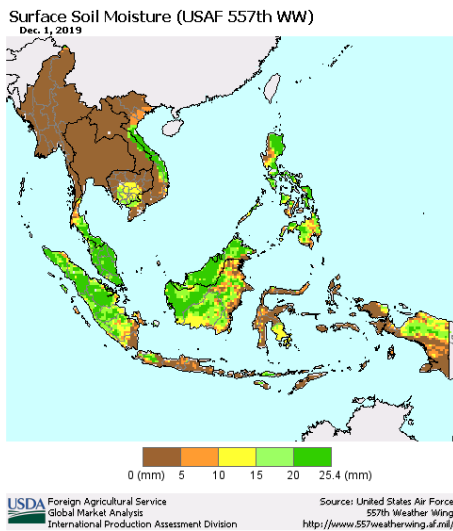 Surface Soil Moisture (USAF 557th WW)
Dec. 1, 2019
0 (mm) 5 10 15 20 25.4 (mm)
USDA Foreign Agricultural Service
Global Market Analysis
International Production Assessment Division
Source: United States Air Force
557th Weather Wing
http://www.557weatherwing.af.mil/